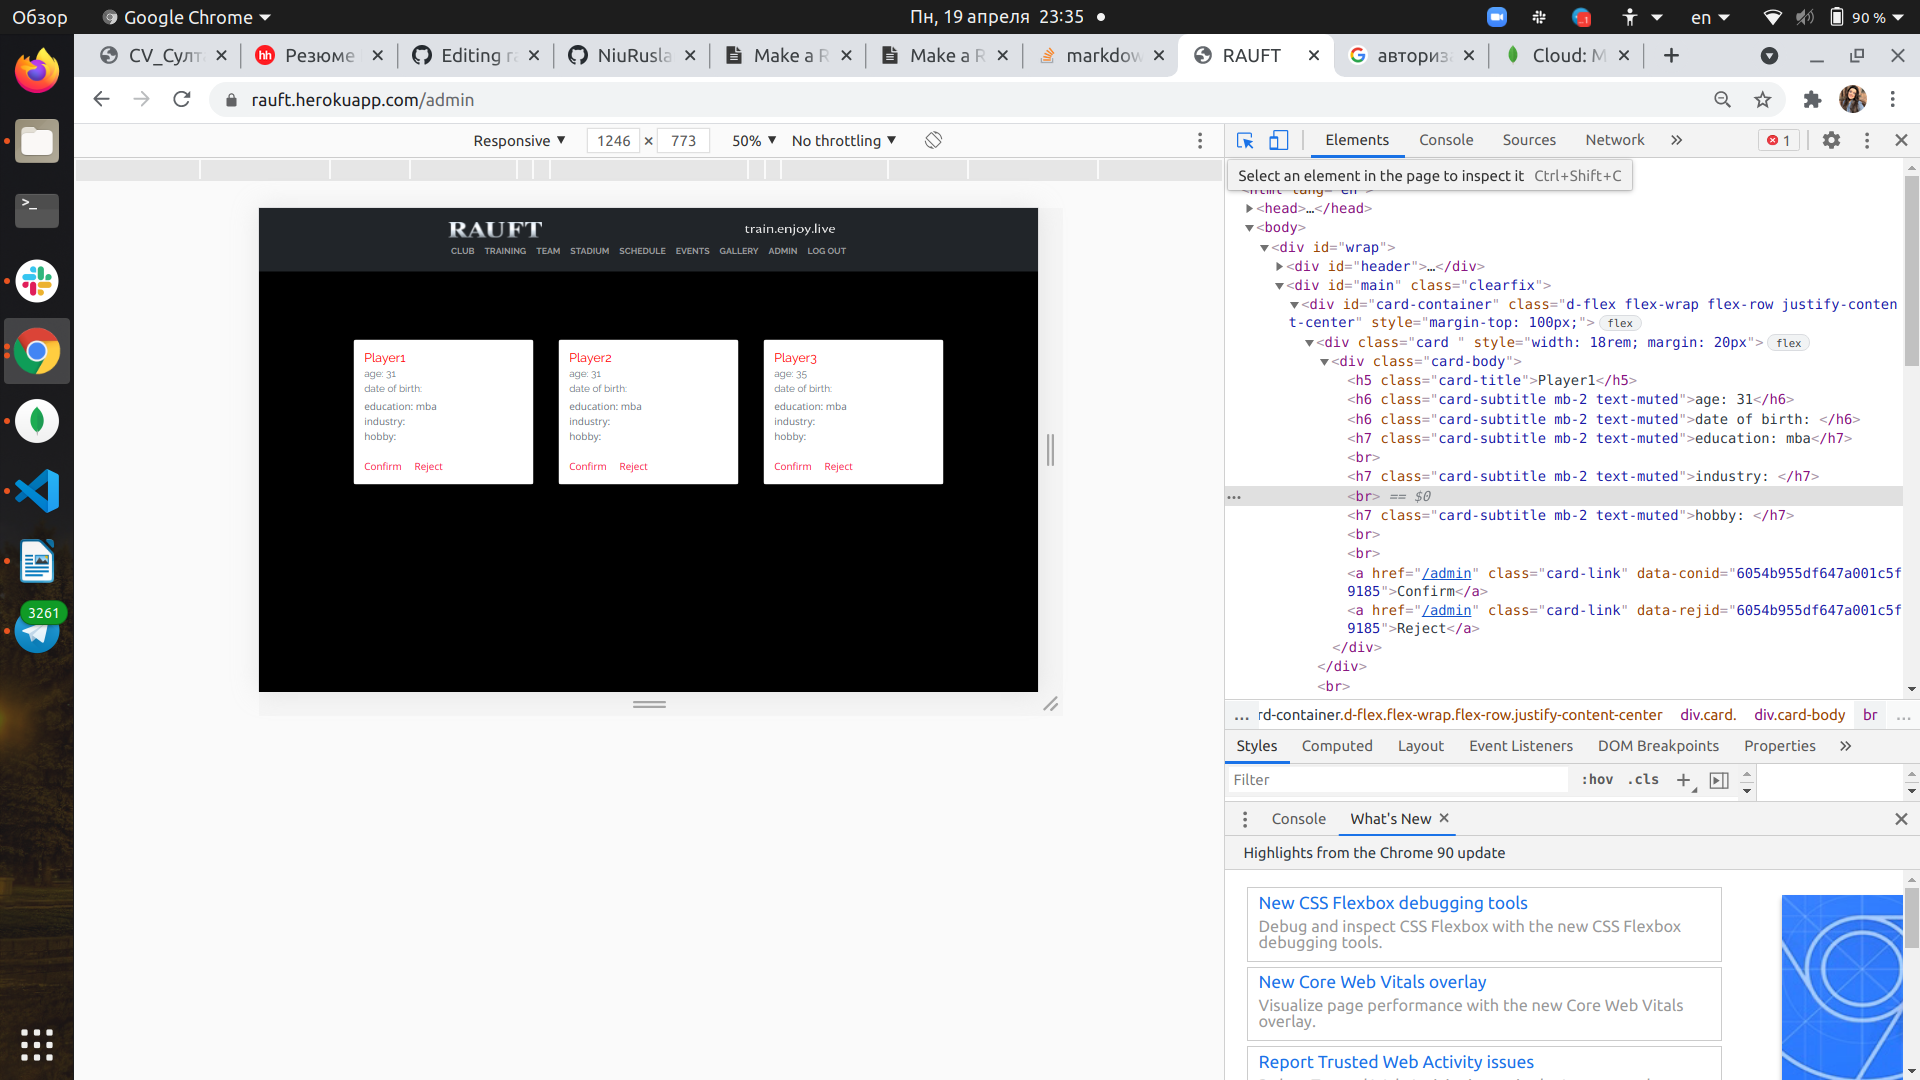 Обзор
Google Chrome
Пн, 19 апреля 23:35
en
90 %
CV_Султ
Резюме
Editing ra
NiuRusla
Make a R
Make a R
markdow
RAUFT
авториза
Cloud: M
rauft.herokuapp.com/admin
Responsive
1246 × 773
50%
No throttling
Elements
Console
Sources
Network
1
Select an element in the page to inspect it Ctrl+Shift+C
RAUFT
train.enjoy.live
CLUB TRAINING TEAM STADIUM SCHEDULE EVENTS GALLERY ADMIN LOG OUT
Player1
age: 31
date of birth:
education: mba
industry:
hobby:
Confirm Reject
Player2
age: 31
date of birth:
education: mba
industry:
hobby:
Confirm Reject
Player3
age: 35
date of birth:
education: mba
industry:
hobby:
Confirm Reject
3261
<html lang="en">
<head>…</head>
<body>
<div id="wrap">
<div id="header">…</div>
<div id="main" class="clearfix">
<div id="card-container" class="d-flex flex-wrap flex-row justify-conten
t-center" style="margin-top: 100px;"> flex
<div class="card " style="width: 18rem; margin: 20px"> flex
<div class="card-body">
<h5 class="card-title">Player1</h5>
<h6 class="card-subtitle mb-2 text-muted">age: 31</h6>
<h6 class="card-subtitle mb-2 text-muted">date of birth: </h6>
<h7 class="card-subtitle mb-2 text-muted">education: mba</h7>
<br>
<h7 class="card-subtitle mb-2 text-muted">industry: </h7>
… <br> == $0
<h7 class="card-subtitle mb-2 text-muted">hobby: </h7>
<br>
<br>
<a href="/admin" class="card-link" data-conid="6054b955df647a001c5f
9185">Confirm</a>
<a href="/admin" class="card-link" data-rejid="6054b955df647a001c5f
9185">Reject</a>
</div>
</div>
<br>
… rd-container.d-flex.flex-wrap.flex-row.justify-content-center div.card. div.card-body br …
Styles Computed Layout Event Listeners DOM Breakpoints Properties
Filter
:hov .cls +
Console What's New
Highlights from the Chrome 90 update
New CSS Flexbox debugging tools
Debug and inspect CSS Flexbox with the new CSS Flexbox
debugging tools.
New Core Web Vitals overlay
Visualize page performance with the new Core Web Vitals
overlay.
Report Trusted Web Activity issues